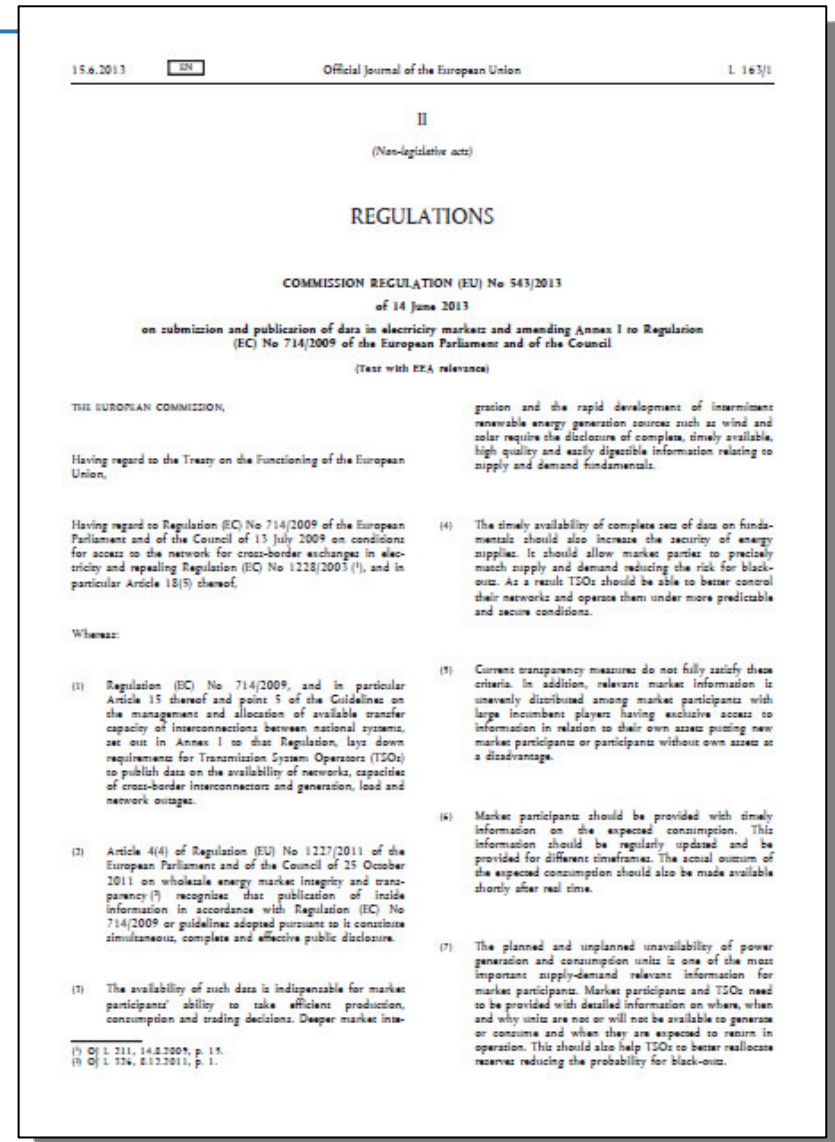 15.6.2013 EN Official Journal of the European Union L 163/1
II
(Non-legislative acts)
REGULATIONS
COMMISSION REGULATION (EU) No 543/2013
of 14 June 2013
on submission and publication of data in electricity markets and amending Annex I to Regulation
(EC) No 714/2009 of the European Parliament and of the Council
(Text with EEA relevance)
THE EUROPEAN COMMISSION,
Having regard to the Treaty on the Functioning of the European
Union,
Having regard to Regulation (EC) No 714/2009 of the European
Parliament and of the Council of 13 July 2009 on conditions
for access to the network for cross-border exchanges in elec-
tricity and repealing Regulation (EC) No 1228/2003 (¹), and in
particular Article 18(5) thereof,
Whereas:
(1) Regulation (EC) No 714/2009, and in particular
Article 15 thereof and point 5 of the Guidelines on
the management and allocation of available transfer
capacity of interconnections between national systems,
set out in Annex I to that Regulation, lays down
requirements for Transmission System Operators (TSOs)
to publish data on the availability of networks, capacities
of cross-border interconnectors and generation, load and
network outages.
(2) Article 4(4) of Regulation (EU) No 1227/2011 of the
European Parliament and of the Council of 25 October
2011 on wholesale energy market integrity and trans-
parency (²) recognizes that publication of inside
information in accordance with Regulation (EC) No
714/2009 or guidelines adopted pursuant to it constitute
simultaneous, complete and effective public disclosure.
(3) The availability of such data is indispensable for market
participants' ability to take efficient production,
consumption and trading decisions. Deeper market inte-
(¹) OJ L 211, 14.8.2009, p. 15.
(²) OJ L 326, 8.12.2011, p. 1.
gration and the rapid development of intermittent
renewable energy generation sources such as wind and
solar require the disclosure of complete, timely available,
high quality and easily digestible information relating to
supply and demand fundamentals.
(4) The timely availability of complete sets of data on funda-
mentals should also increase the security of energy
supplies. It should allow market parties to precisely
match supply and demand reducing the risk for black-
outs. As a result TSOs should be able to better control
their networks and operate them under more predictable
and secure conditions.
(5) Current transparency measures do not fully satisfy these
criteria. In addition, relevant market information is
unevenly distributed among market participants with
large incumbent players having exclusive access to
information in relation to their own assets putting new
market participants or participants without own assets at
a disadvantage.
(6) Market participants should be provided with timely
information on the expected consumption. This
information should be regularly updated and be
provided for different timeframes. The actual outturn of
the expected consumption should also be made available
shortly after real time.
(7) The planned and unplanned unavailability of power
generation and consumption units is one of the most
important supply-demand relevant information for
market participants. Market participants and TSOs need
to be provided with detailed information on where, when
and why units are not or will not be available to generate
or consume and when they are expected to return in
operation. This should also help TSOs to better reallocate
reserves reducing the probability for black-outs.